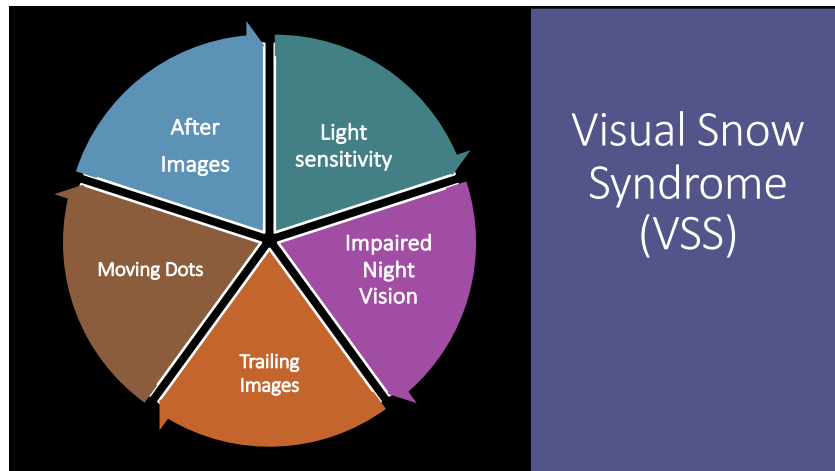 After
Images
Light
sensitivity
Impaired
Night
Vision
Trailing
Images
Moving Dots
Visual Snow
Syndrome
(VSS)